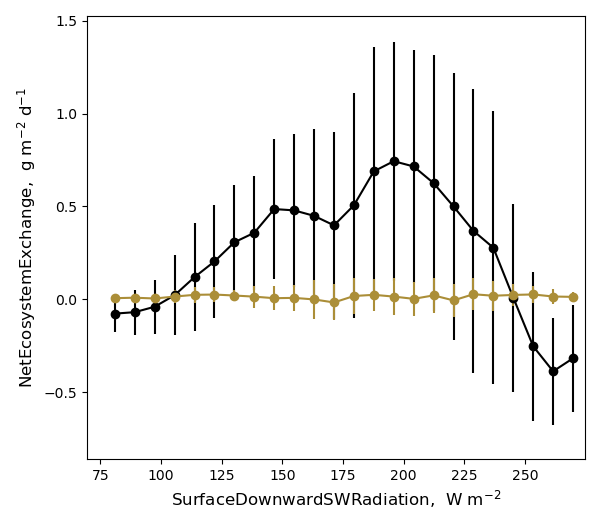 1.5
1.0
0.5
0.0
−0.5
NetEcosystemExchange, g m⁻² d⁻¹
75 100 125 150 175 200 225 250
SurfaceDownwardSWRadiation, W m⁻²